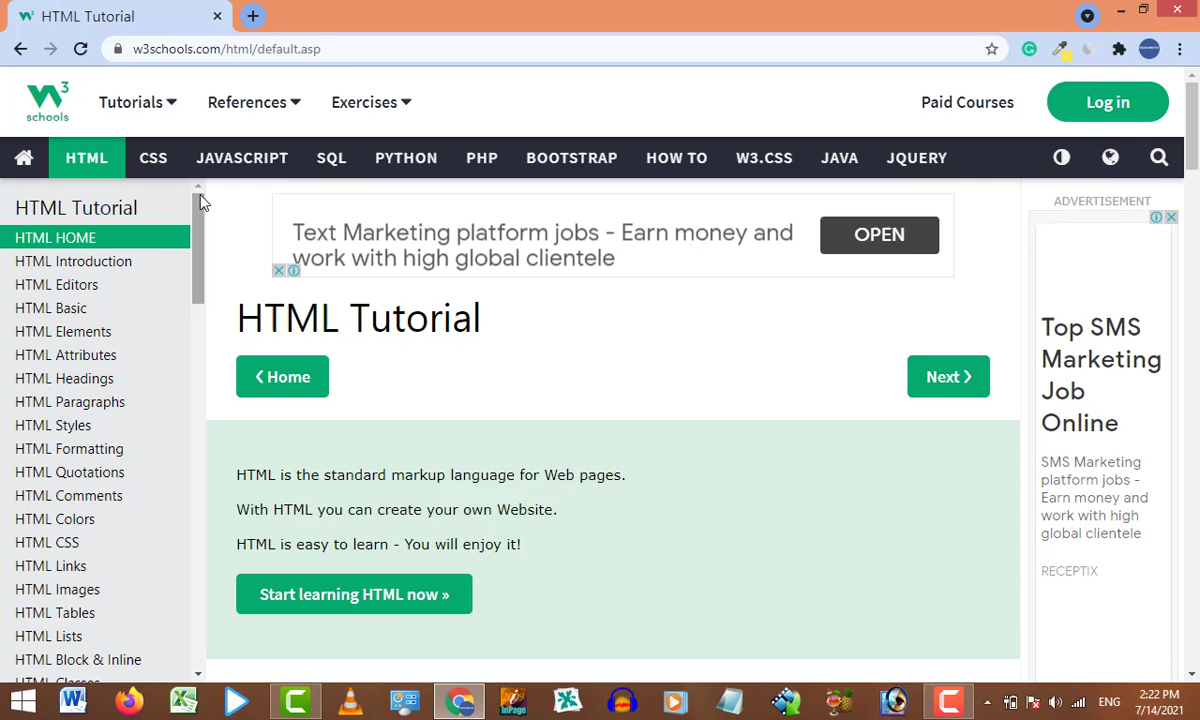 HTML Tutorial
w3schools.com/html/default.asp
W3 schools
Tutorials
References
Exercises
Paid Courses
Log in
HTML
CSS
JAVASCRIPT
SQL
PYTHON
PHP
BOOTSTRAP
HOW TO
W3.CSS
JAVA
JQUERY
HTML Tutorial
HTML HOME
HTML Introduction
HTML Editors
HTML Basic
HTML Elements
HTML Attributes
HTML Headings
HTML Paragraphs
HTML Styles
HTML Formatting
HTML Quotations
HTML Comments
HTML Colors
HTML CSS
HTML Links
HTML Images
HTML Tables
HTML Lists
HTML Block & Inline
Text Marketing platform jobs - Earn money and
work with high global clientele
OPEN
HTML Tutorial
❮ Home
Next ❯
HTML is the standard markup language for Web pages.
With HTML you can create your own Website.
HTML is easy to learn - You will enjoy it!
Start learning HTML now »
ADVERTISEMENT
Top SMS
Marketing
Job
Online
SMS Marketing
platform jobs -
Earn money and
work with high
global clientele
RECEPTIX
ENG
2:22 PM
7/14/2021